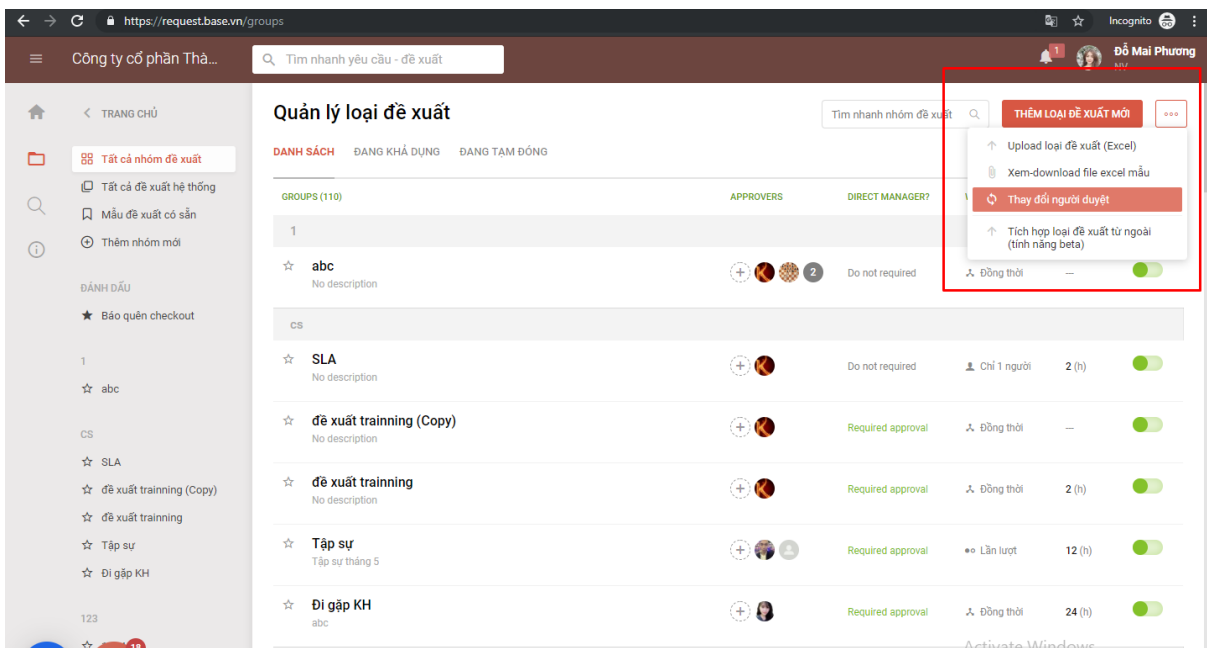 https://request.base.vn/groups
Incognito
Công ty cổ phần Thà...
Tìm nhanh yêu cầu - đề xuất
1
Đỗ Mai Phương
NV
TRANG CHỦ
Tất cả nhóm đề xuất
Tất cả đề xuất hệ thống
Mẫu đề xuất có sẵn
Thêm nhóm mới
ĐÁNH DẤU
Báo quên checkout
1
abc
CS
SLA
đề xuất trainning (Copy)
đề xuất trainning
Tập sự
Đi gặp KH
123
18
Quản lý loại đề xuất
Tìm nhanh nhóm đề xuất
THÊM LOẠI ĐỀ XUẤT MỚI
DANH SÁCH ĐANG KHẢ DỤNG ĐANG TẠM ĐÓNG
Upload loại đề xuất (Excel)
Xem-download file excel mẫu
Thay đổi người duyệt
Tích hợp loại đề xuất từ ngoài
(tính năng beta)
GROUPS (110) APPROVERS DIRECT MANAGER?
1
abc
No description
2 Do not required Đồng thời —
CS
SLA
No description
Do not required Chỉ 1 người 2 (h)
đề xuất trainning (Copy)
No description
Required approval Đồng thời —
đề xuất trainning
No description
Required approval Đồng thời 2 (h)
Tập sự
Tập sự tháng 5
Required approval Lần lượt 12 (h)
Đi gặp KH
abc
Required approval Đồng thời 24 (h)
Activate Windows